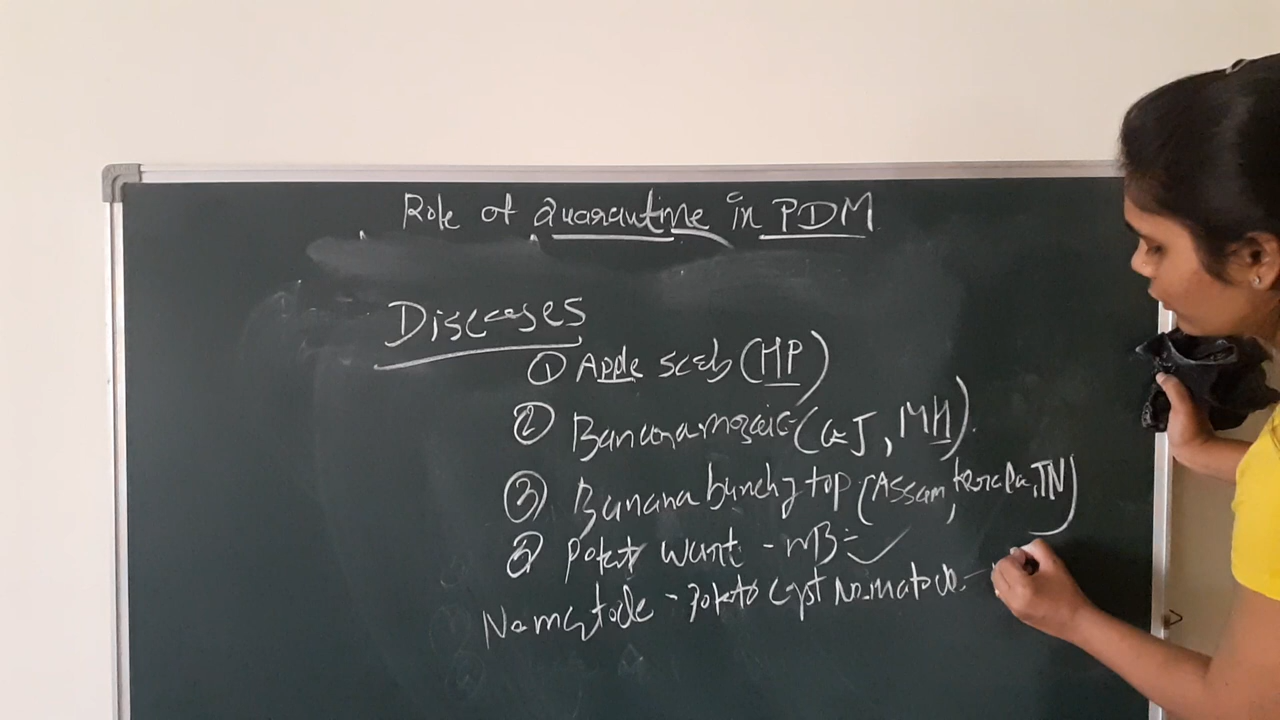 Role of Quarantine in PDM
Diseases
① Apple scab (HP)
② Banana mosaic (GJ, MH).
③ Banana bunchy top (Assam, Kerala, TN)
Potato Wart - WB
Nematode - Potato Cyst Nematode -